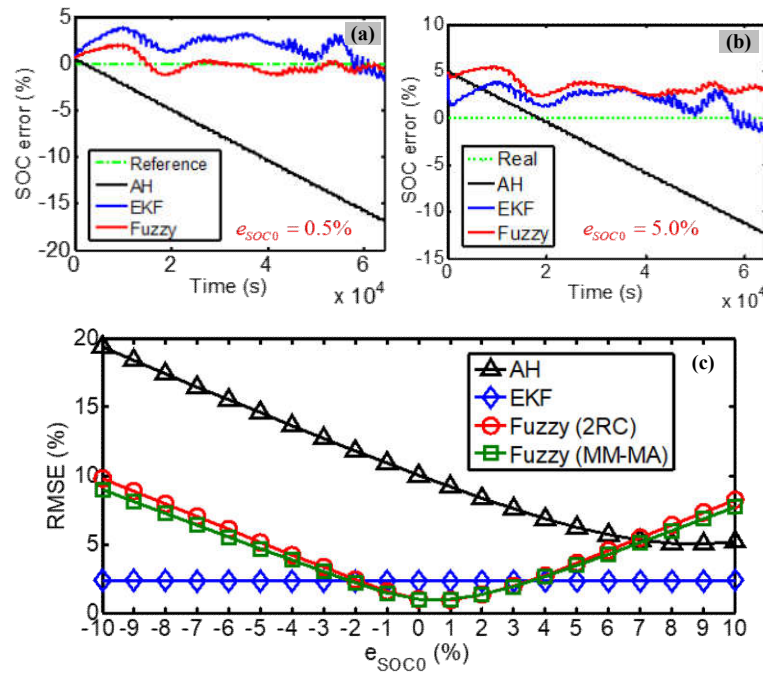 (a)
5
0
-5
-10
-15
-20
SOC error (%)
Reference
AH
EKF
Fuzzy
e_SOC0 = 0.5%
0
2
4
6
Time (s)
x 10^4
(b)
15
10
5
0
-5
-10
-15
SOC error (%)
Real
AH
EKF
Fuzzy
e_SOC0 = 5.0%
0
2
4
6
Time (s)
x 10^4
(c)
20
15
10
5
0
RMSE (%)
AH
EKF
Fuzzy (2RC)
Fuzzy (MM-MA)
-10 -9 -8 -7 -6 -5 -4 -3 -2 -1 0 1 2 3 4 5 6 7 8 9 10
e_SOC0 (%)